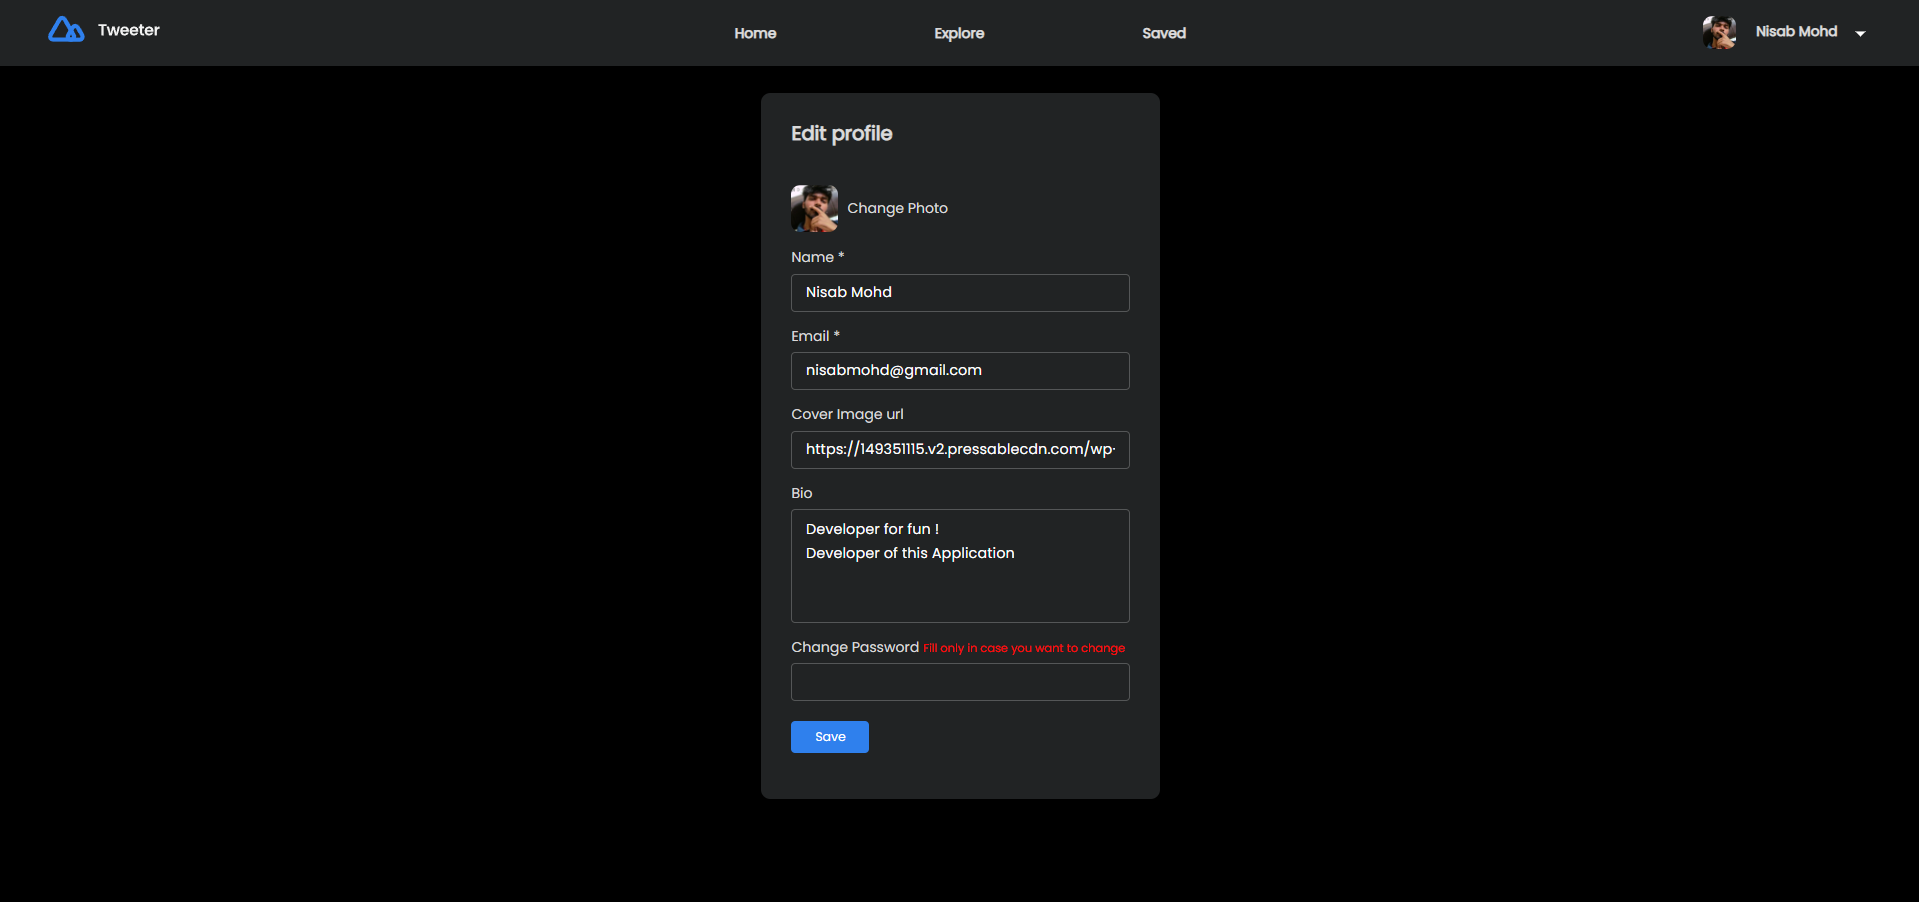 Tweeter
Home
Explore
Saved
Nisab Mohd
Edit profile
Change Photo
Name *
Nisab Mohd
Email *
nisabmohd@gmail.com
Cover Image url
https://149351115.v2.pressablecdn.com/wp-
Bio
Developer for fun !
Developer of this Application
Change Password Fill only in case you want to change
Save